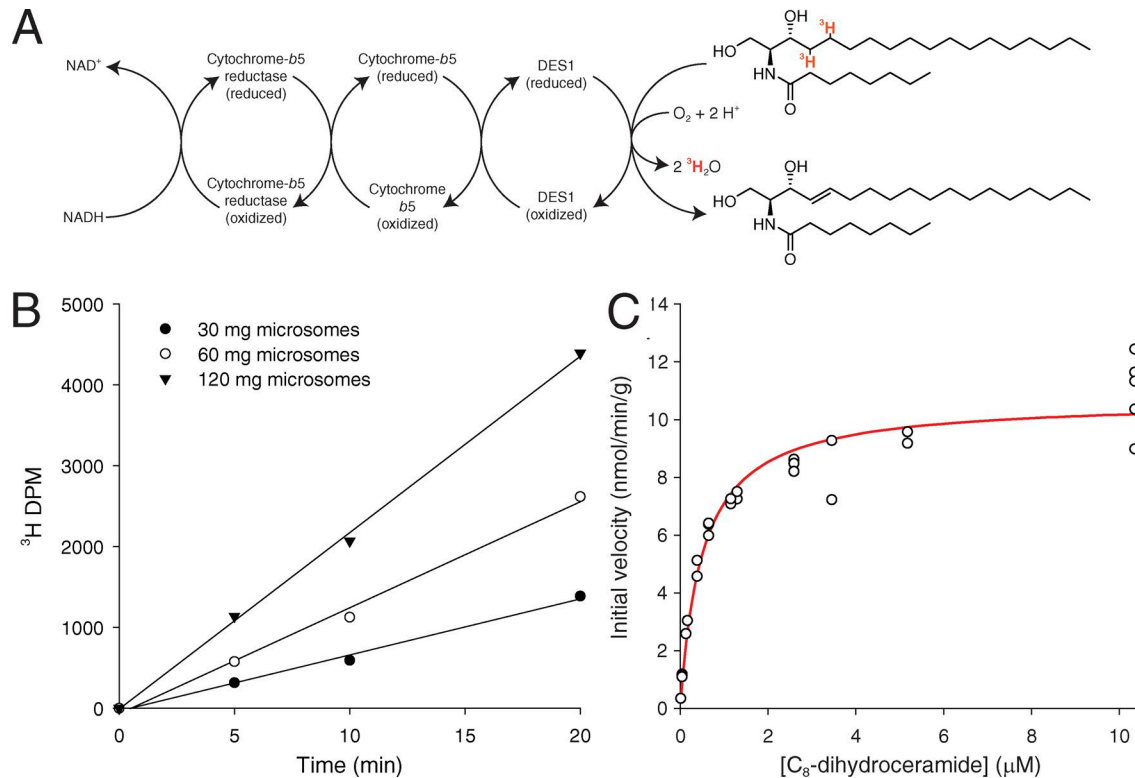 A
NAD⁺
NADH
Cytochrome-b5
reductase
(reduced)
Cytochrome-b5
reductase
(oxidized)
Cytochrome-b5
(reduced)
Cytochrome
b5
(oxidized)
DES1
(reduced)
DES1
(oxidized)
OH
³H
HO
³H
NH
O
O₂ + 2 H⁺
2 ³H₂O
OH
HO
HN
O
B
5000
4000
3000
2000
1000
0
³H DPM
30 mg microsomes
60 mg microsomes
120 mg microsomes
0
5
10
15
20
Time (min)
C
14
12
10
8
6
4
2
0
Initial velocity (nmol/min/g)
0
2
4
6
8
10
[C₈-dihydroceramide] (μM)